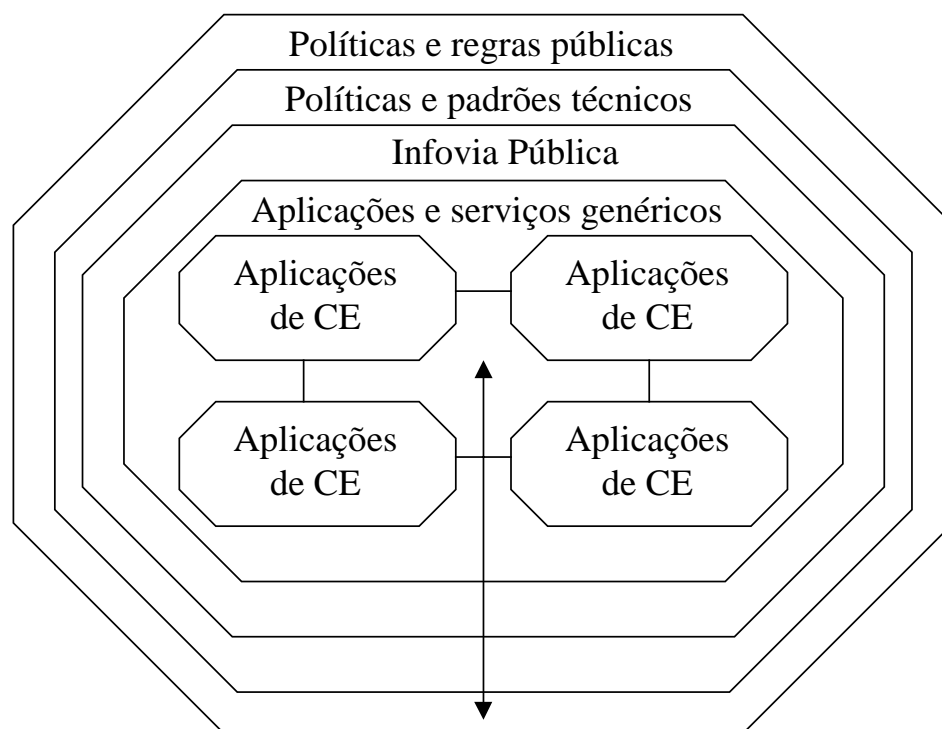 Políticas e regras públicas
Políticas e padrões técnicos
Infovia Pública
Aplicações e serviços genéricos
Aplicações
de CE
Aplicações
de CE
Aplicações
de CE
Aplicações
de CE